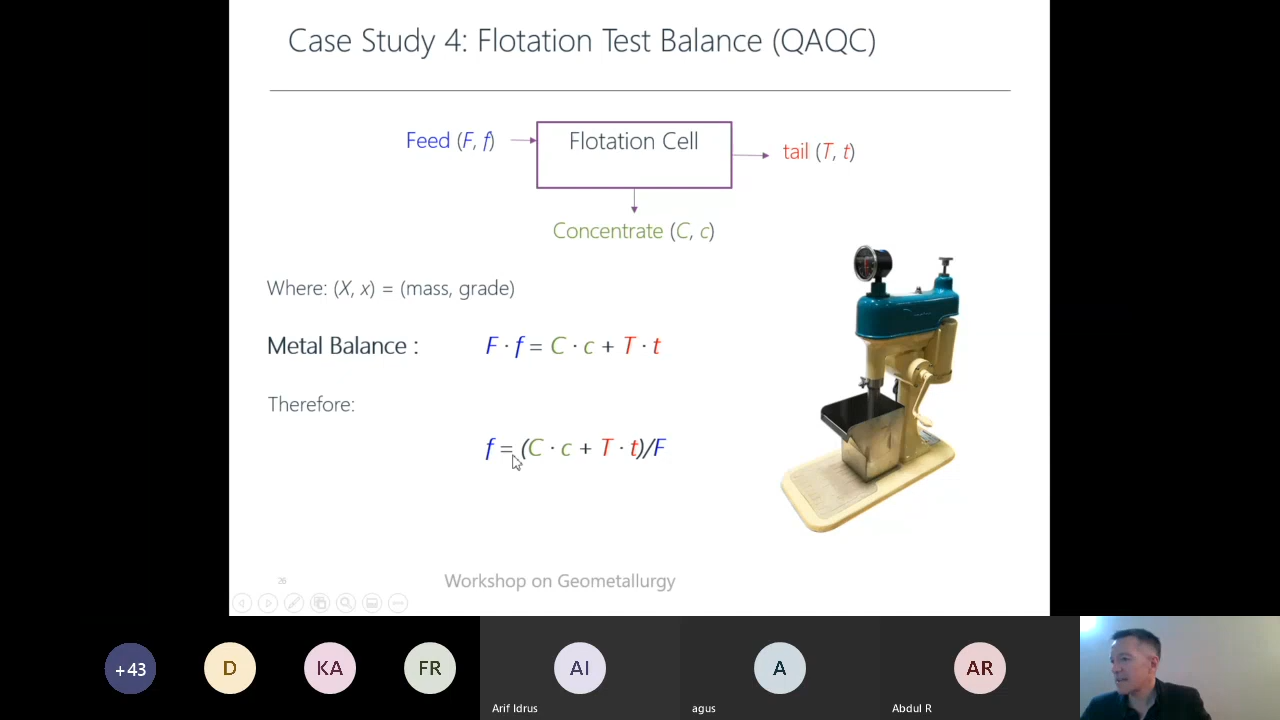 Case Study 4: Flotation Test Balance (QAQC)
Feed (F, f)
Flotation Cell
tail (T, t)
Concentrate (C, c)
Where: (X, x) = (mass, grade)
Metal Balance : F · f = C · c + T · t
Therefore:
f = (C · c + T · t)/F
26
Workshop on Geometallurgy
+43
D
KA
FR
AI
A
AR
Arif Idrus
agus
Abdul R